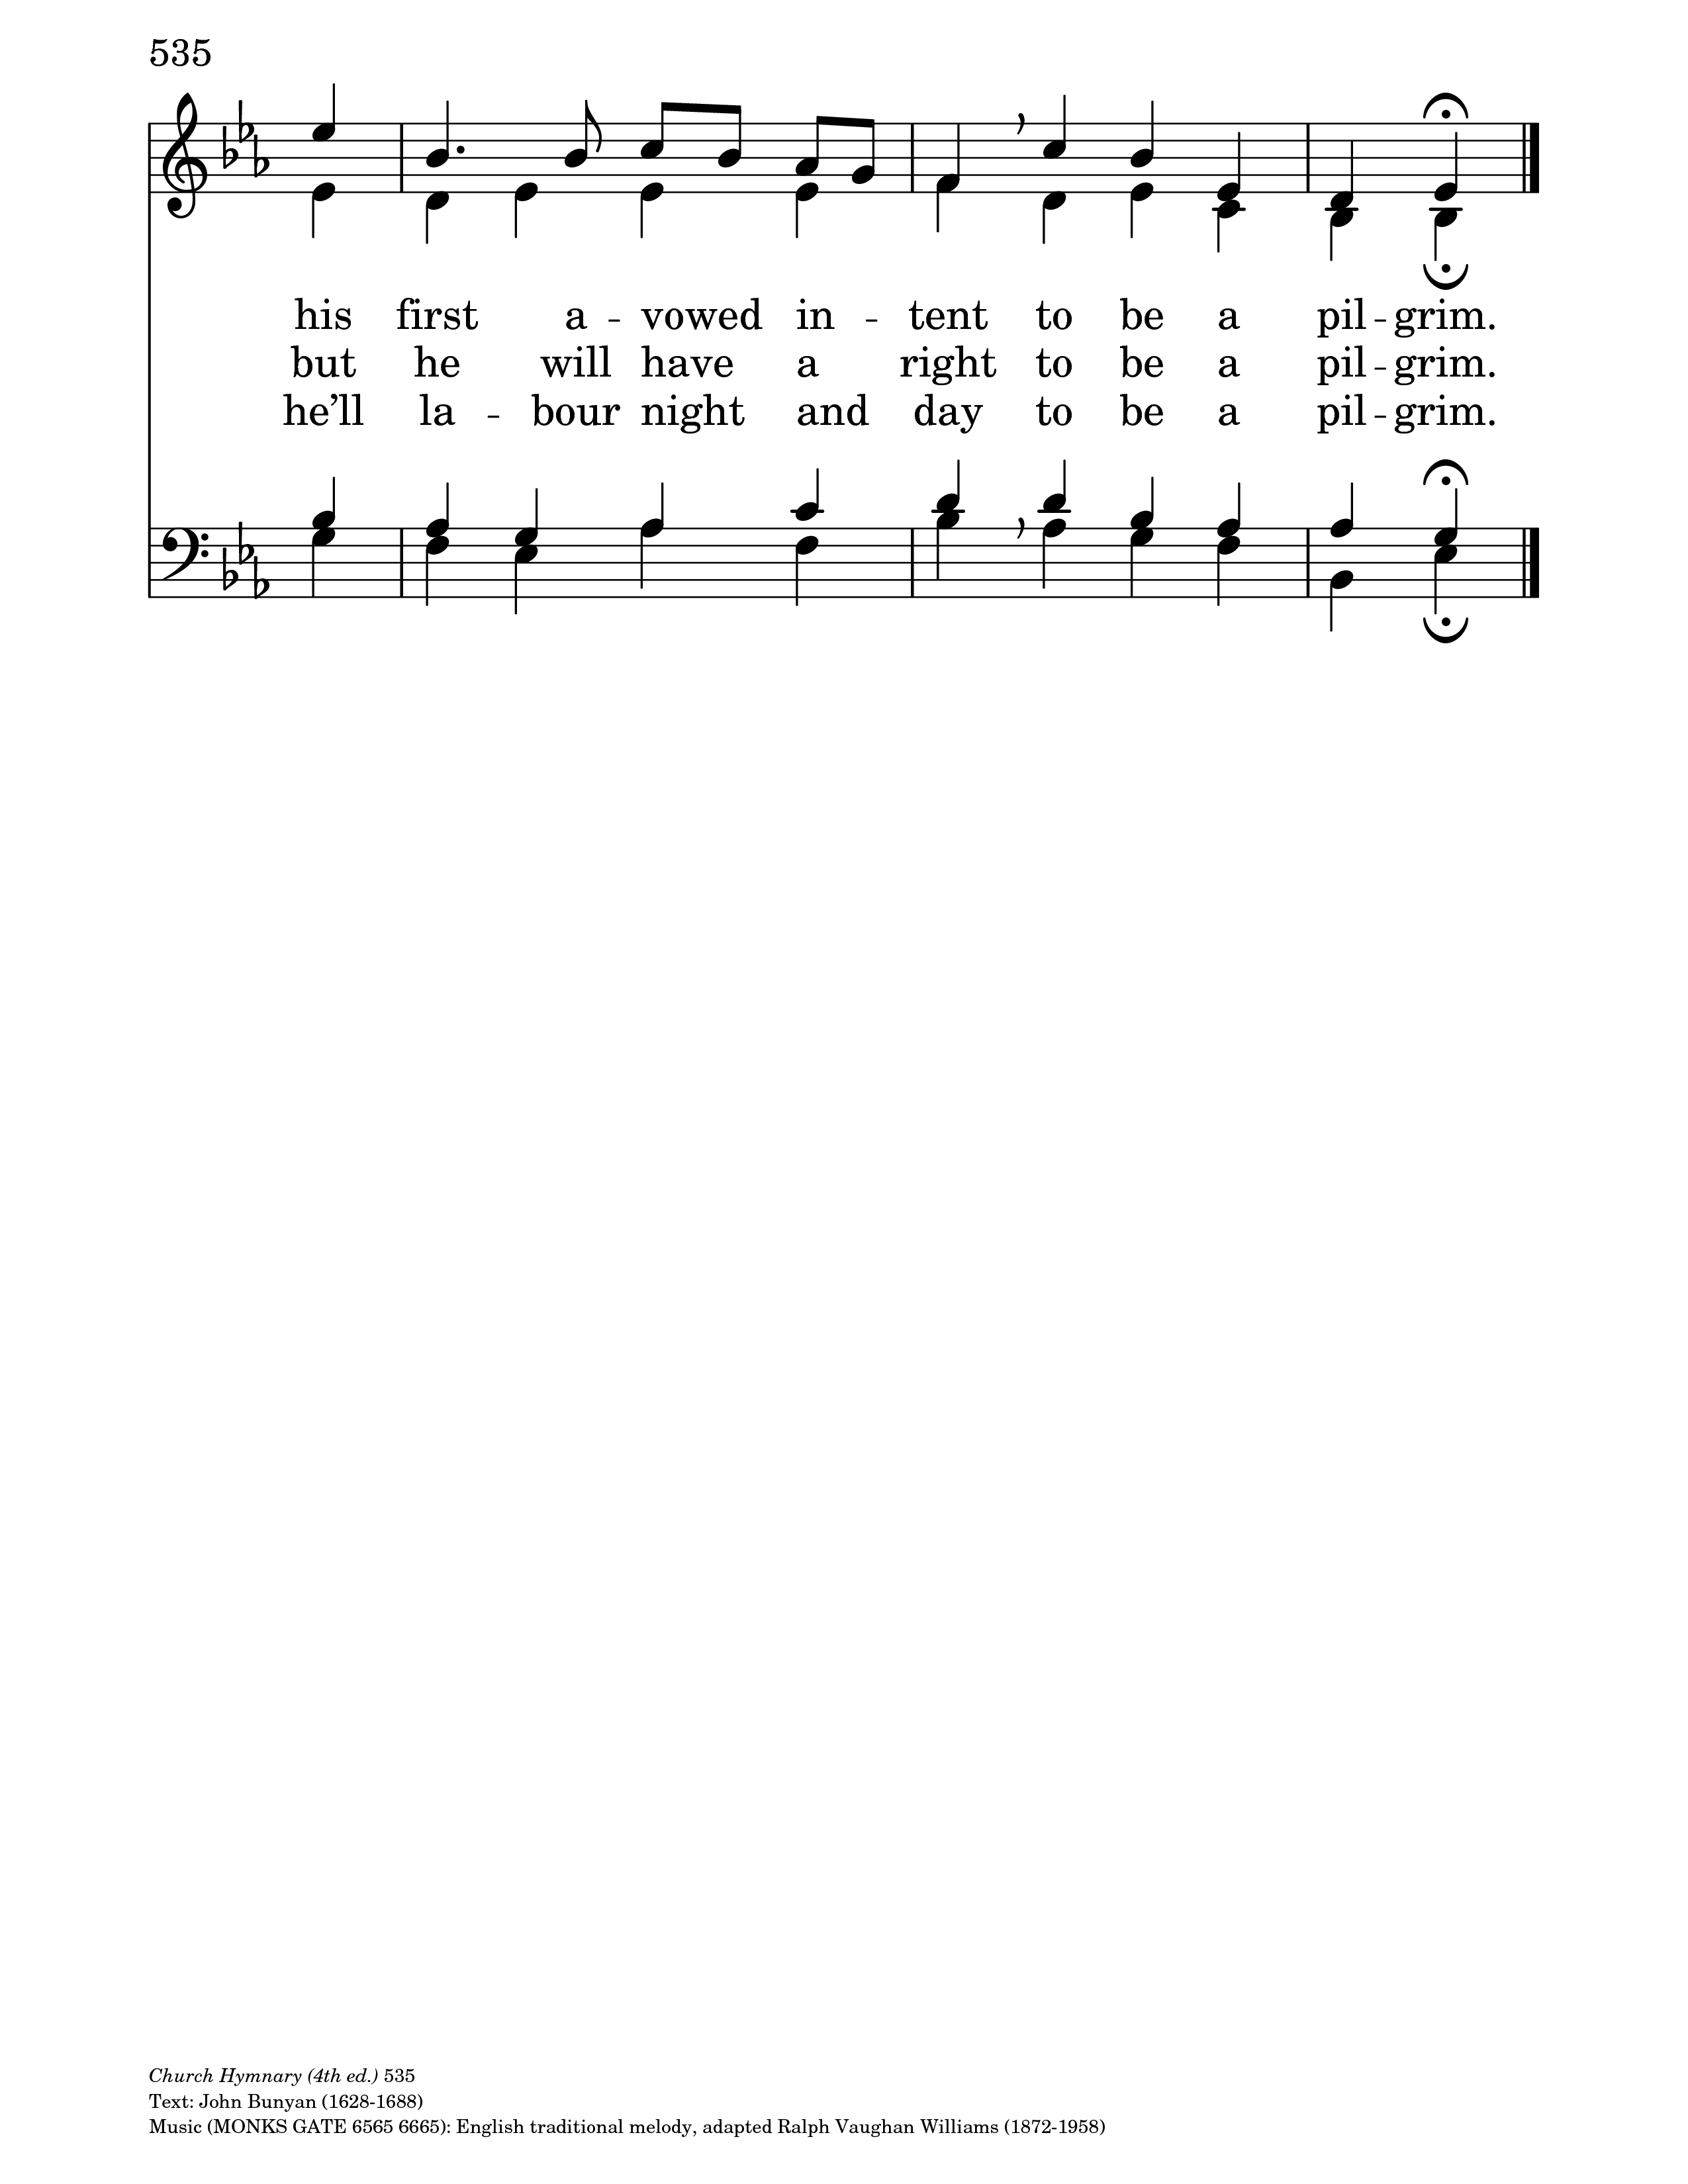 535
his first a - vowed in - tent to be a pil - grim.
but he will have a right to be a pil - grim.
he’ll la - bour night and day to be a pil - grim.
Church Hymnary (4th ed.) 535
Text: John Bunyan (1628-1688)
Music (MONKS GATE 6565 6665): English traditional melody, adapted Ralph Vaughan Williams (1872-1958)